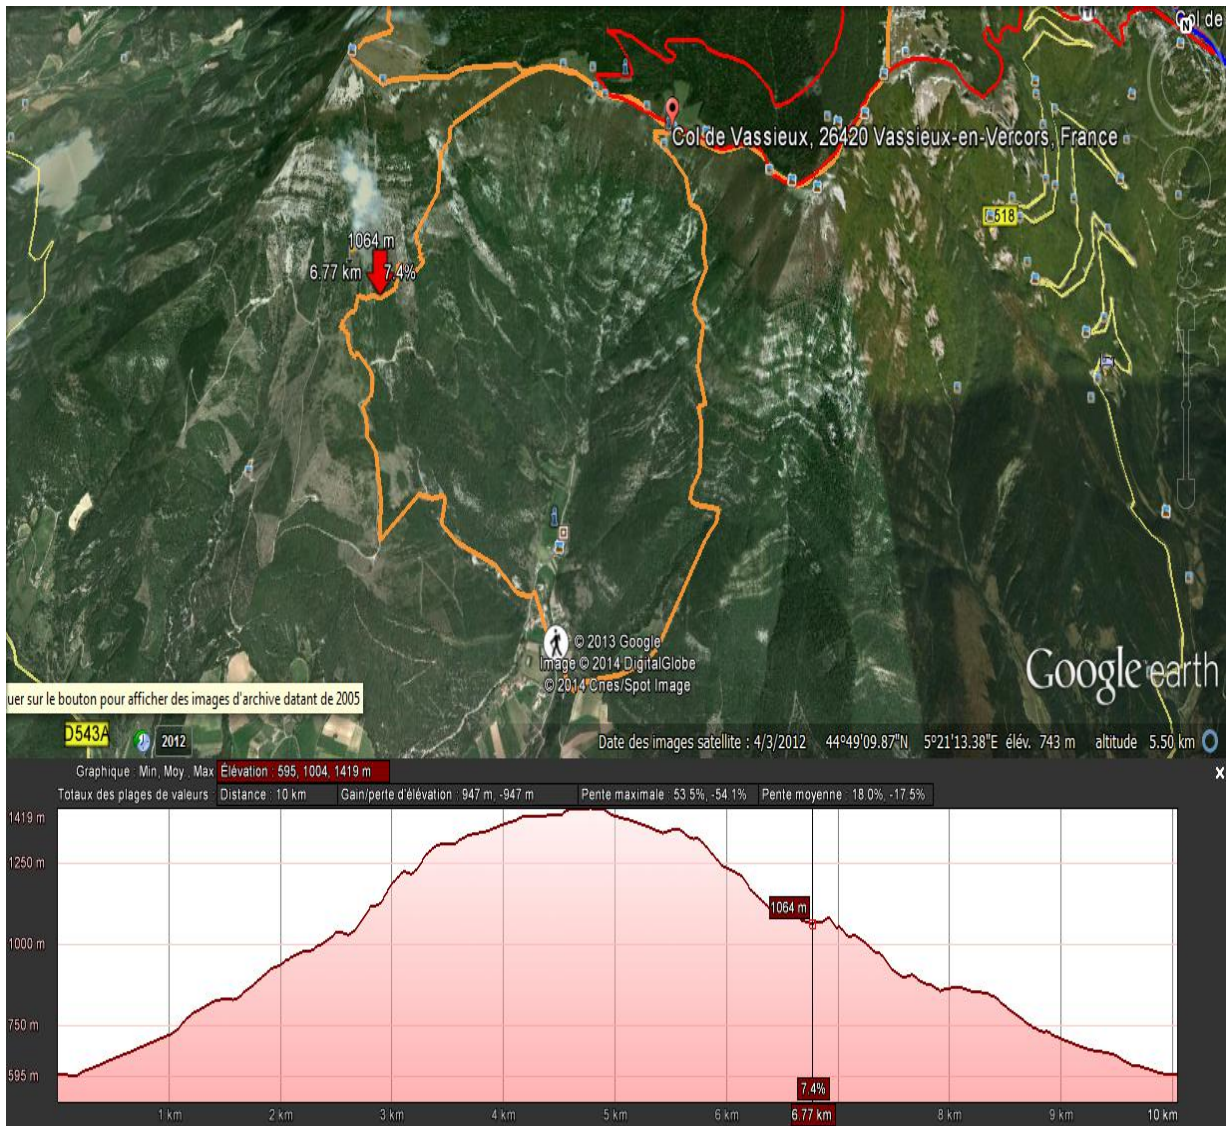 Col de
N
Col de Vassieux, 26420 Vassieux-en-Vercors, France
518
1064 m
6.77 km 7.4%
© 2013 Google
Image © 2014 DigitalGlobe
© 2014 Cnes/Spot Image
Google earth
uer sur le bouton pour afficher des images d'archive datant de 2005
D543A
2012
Date des images satellite : 4/3/2012 44°49'09.87"N 5°21'13.38"E élév. 743 m altitude 5.50 km
Graphique : Min, Moy., Max Élévation : 595, 1004, 1419 m
x
Totaux des plages de valeurs : Distance : 10 km Gain/perte d'élévation : 947 m, -947 m Pente maximale : 53.5%, -54.1% Pente moyenne : 18.0%, -17.5%
1419 m
1250 m
1064 m
1000 m
750 m
595 m
7.4%
1 km 2 km 3 km 4 km 5 km 6 km 6.77 km 8 km 9 km 10 km